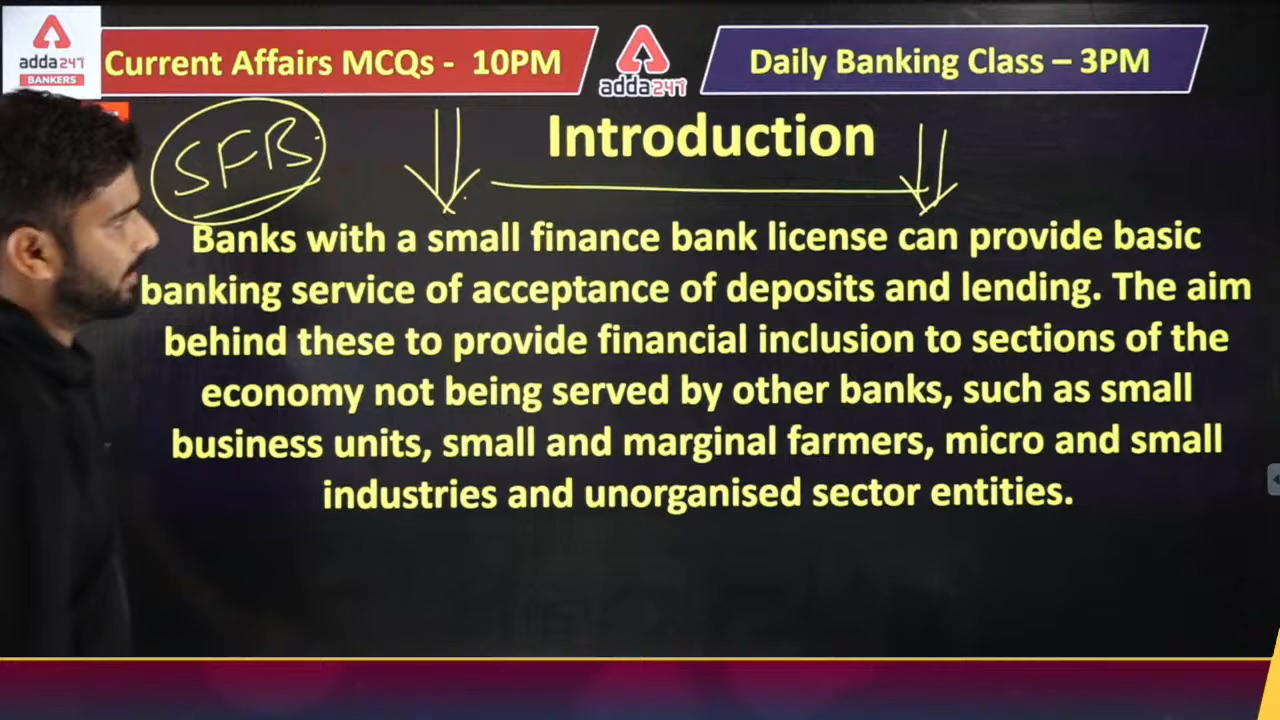 adda247
BANKERS
Current Affairs MCQs - 10PM
adda247
Daily Banking Class – 3PM
SFB
Introduction
Banks with a small finance bank license can provide basic
banking service of acceptance of deposits and lending. The aim
behind these to provide financial inclusion to sections of the
economy not being served by other banks, such as small
business units, small and marginal farmers, micro and small
industries and unorganised sector entities.